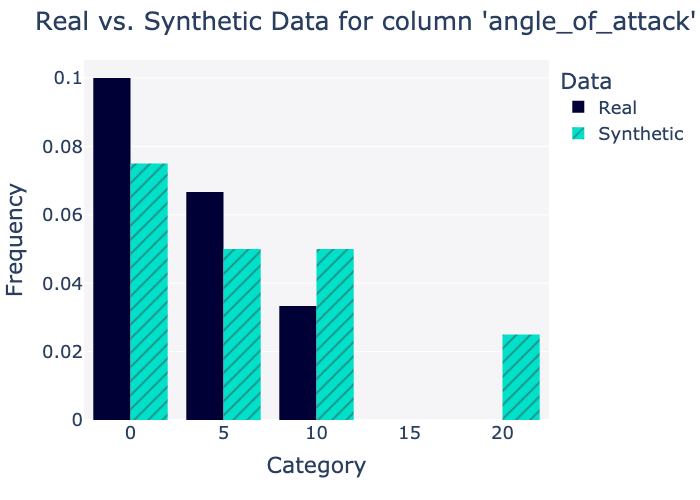 Real vs. Synthetic Data for column 'angle_of_attack'
Data
Real
Synthetic
Frequency
0.1
0.08
0.06
0.04
0.02
0
0 5 10 15 20
Category